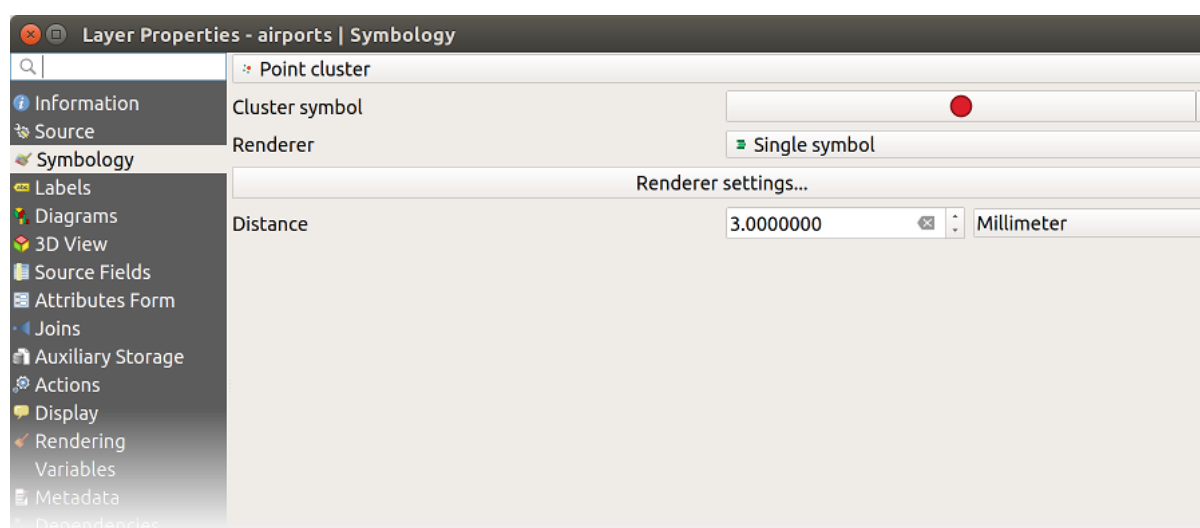 Layer Properties - airports | Symbology
Point cluster
Information
Source
Symbology
Labels
Diagrams
3D View
Source Fields
Attributes Form
Joins
Auxiliary Storage
Actions
Display
Rendering
Variables
Metadata
Dependencies
Cluster symbol
Renderer
Single symbol
Renderer settings...
Distance
3.0000000
Millimeter